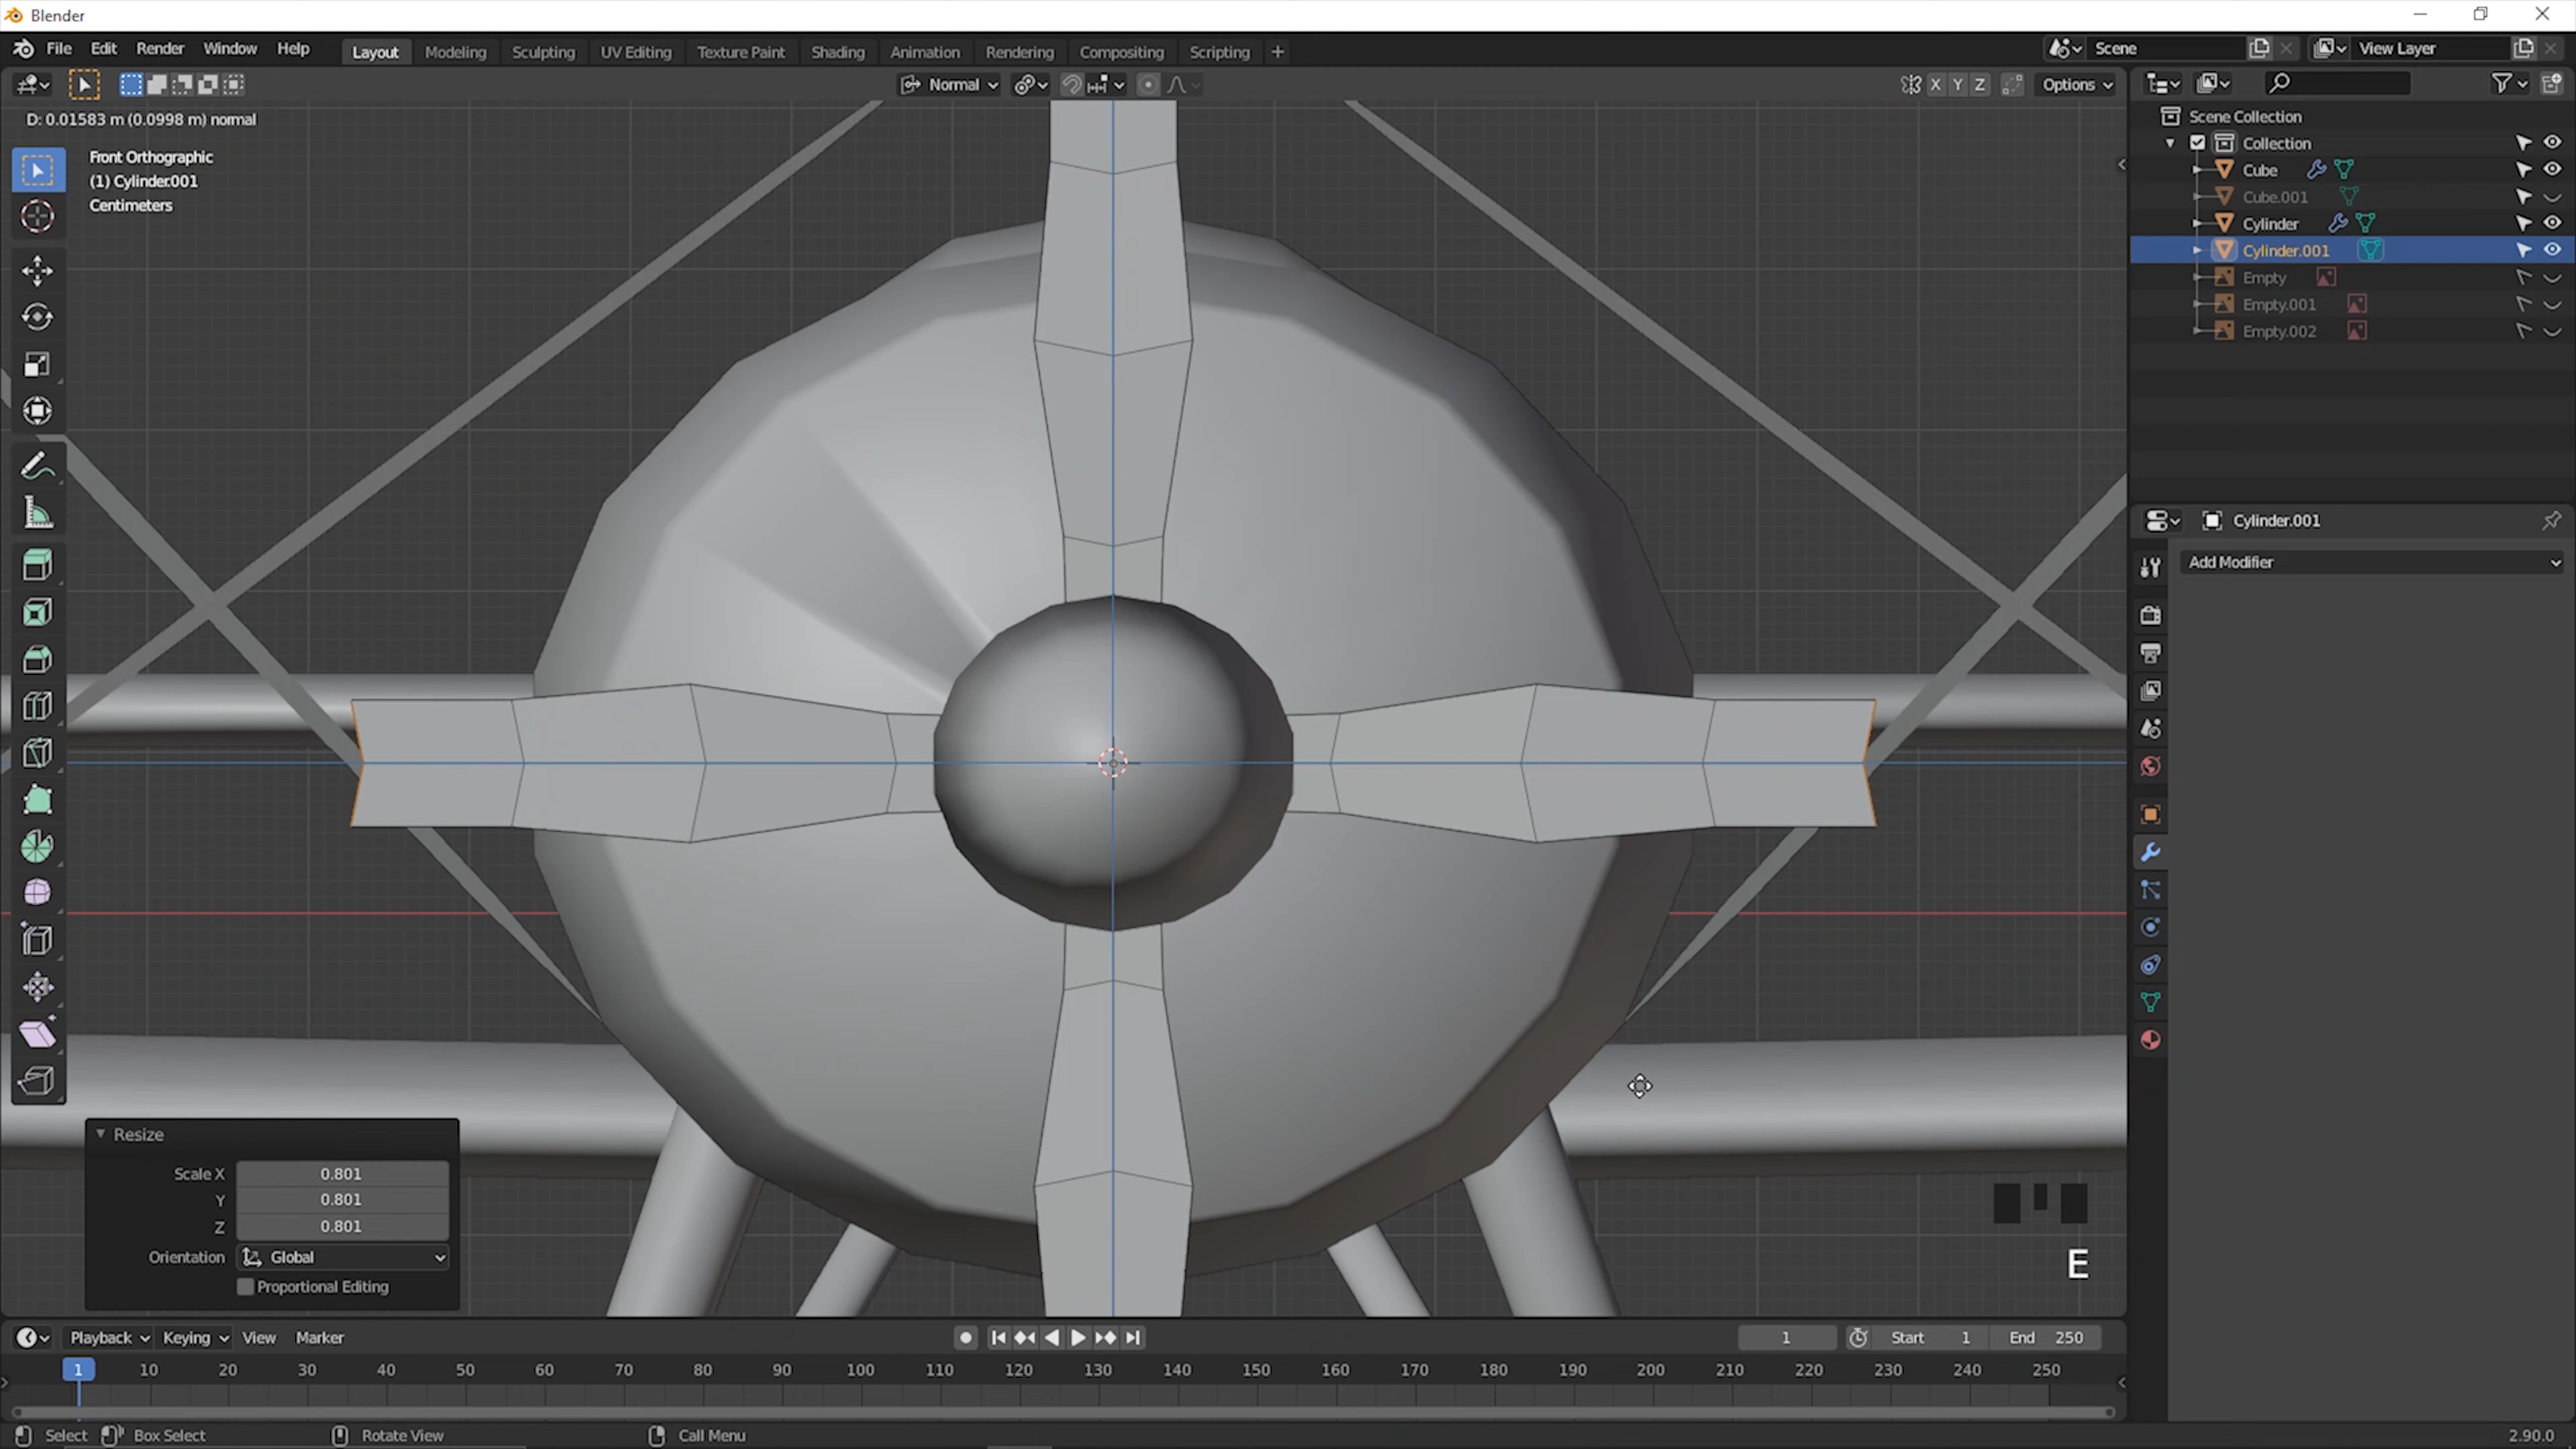 Blender
File Edit Render Window Help Layout Modeling Sculpting UV Editing Texture Paint Shading Animation Rendering Compositing Scripting + Scene View Layer
Normal X Y Z Options
D: 0.01583 m (0.0998 m) normal
Front Orthographic
(1) Cylinder.001
Centimeters
Scene Collection
Collection
Cube
Cube.001
Cylinder
Cylinder.001
Empty
Empty.001
Empty.002
Cylinder.001
Add Modifier
Resize
Scale X 0.801
Y 0.801
Z 0.801
Orientation Global
Proportional Editing
E
Playback Keying View Marker 1 Start 1 End 250
1 10 20 30 40 50 60 70 80 90 100 110 120 130 140 150 160 170 180 190 200 210 220 230 240 250
Select Box Select Rotate View Call Menu 2.90.0